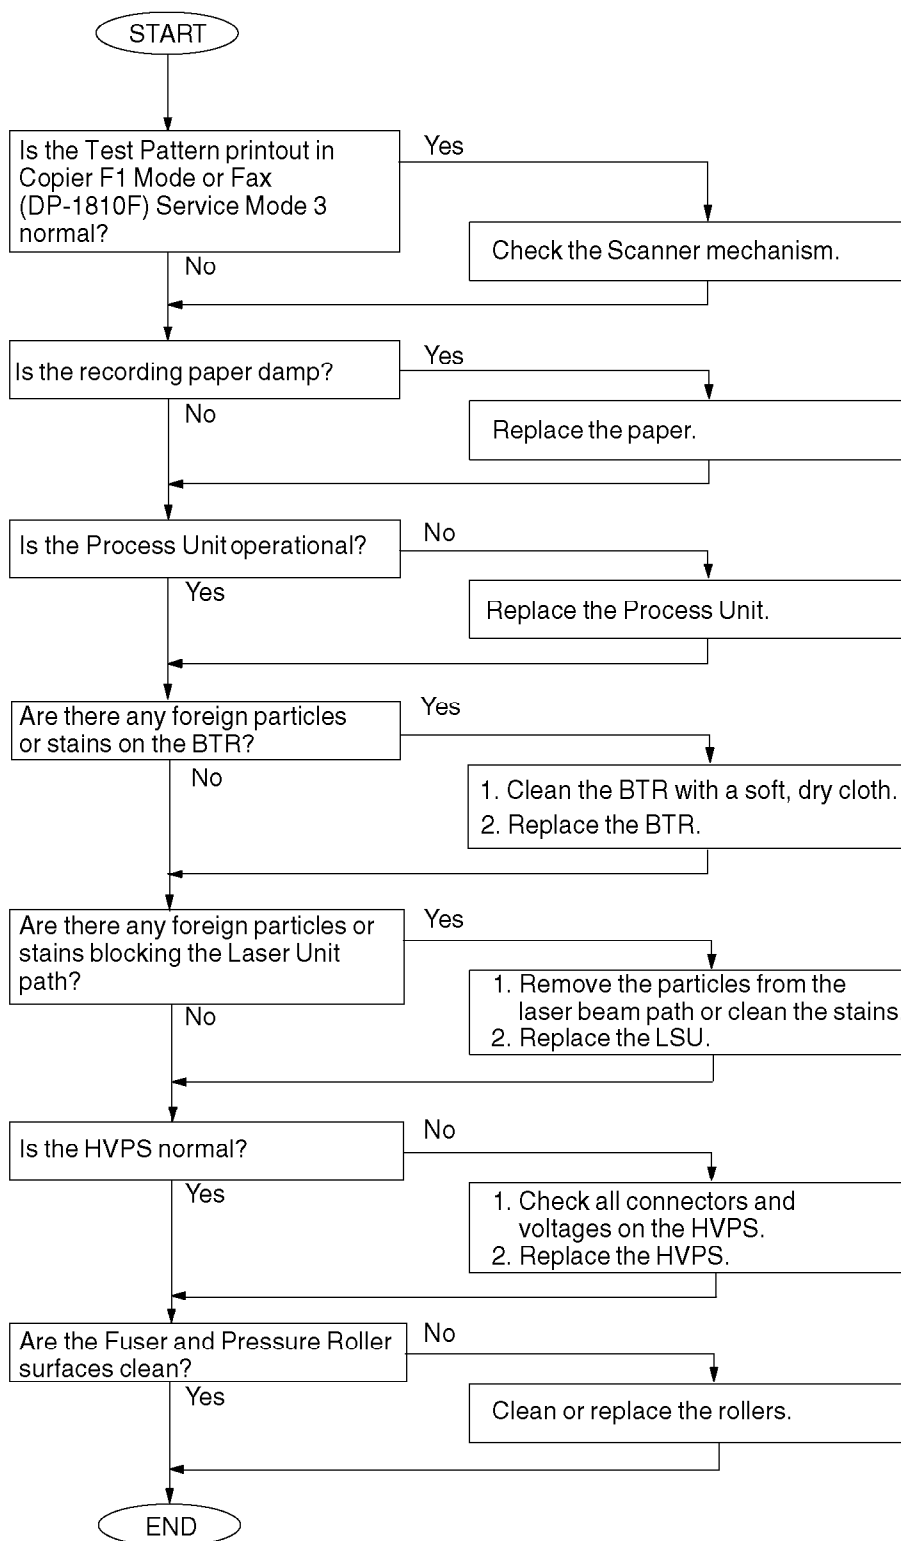 START
Is the Test Pattern printout in
Copier F1 Mode or Fax
(DP-1810F) Service Mode 3
normal?
Yes
Check the Scanner mechanism.
No
Is the recording paper damp?
Yes
Replace the paper.
No
Is the Process Unit operational?
No
Replace the Process Unit.
Yes
Are there any foreign particles
or stains on the BTR?
Yes
1. Clean the BTR with a soft, dry cloth.
2. Replace the BTR.
No
Are there any foreign particles or
stains blocking the Laser Unit
path?
Yes
1. Remove the particles from the
laser beam path or clean the stains
2. Replace the LSU.
No
Is the HVPS normal?
No
1. Check all connectors and
voltages on the HVPS.
2. Replace the HVPS.
Yes
Are the Fuser and Pressure Roller
surfaces clean?
No
Clean or replace the rollers.
Yes
END